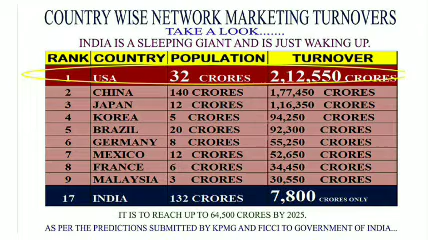 COUNTRY WISE NETWORK MARKETING TURNOVERS
TAKE A LOOK.......
INDIA IS A SLEEPING GIANT AND IS JUST WAKING UP.
RANK COUNTRY POPULATION TURNOVER
1 USA 32 CRORES 2,12,550 CRORES
2 CHINA 140 CRORES 1,77,450 CRORES
3 JAPAN 12 CRORES 1,16,350 CRORES
4 KOREA 5 CRORES 94,250 CRORES
5 BRAZIL 20 CRORES 92,300 CRORES
6 GERMANY 8 CRORES 55,250 CRORES
7 MEXICO 12 CRORES 52,650 CRORES
8 FRANCE 6 CRORES 34,450 CRORES
9 MALAYSIA 3 CRORES 30,550 CRORES
17 INDIA 132 CRORES 7,800 CRORES ONLY
IT IS TO REACH UP TO 64,500 CRORES BY 2025.
AS PER THE PREDICTIONS SUBMITTED BY KPMG AND FICCI TO GOVERNMENT OF INDIA...